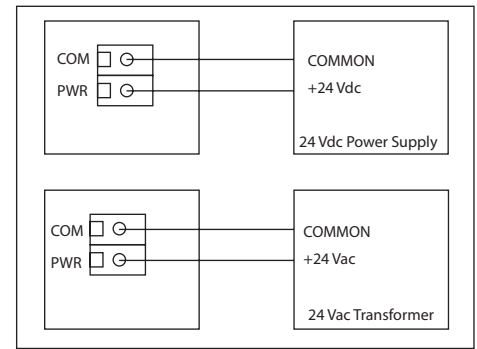 COM
COMMON
PWR
+24 Vdc
24 Vdc Power Supply
COM
COMMON
PWR
+24 Vac
24 Vac Transformer